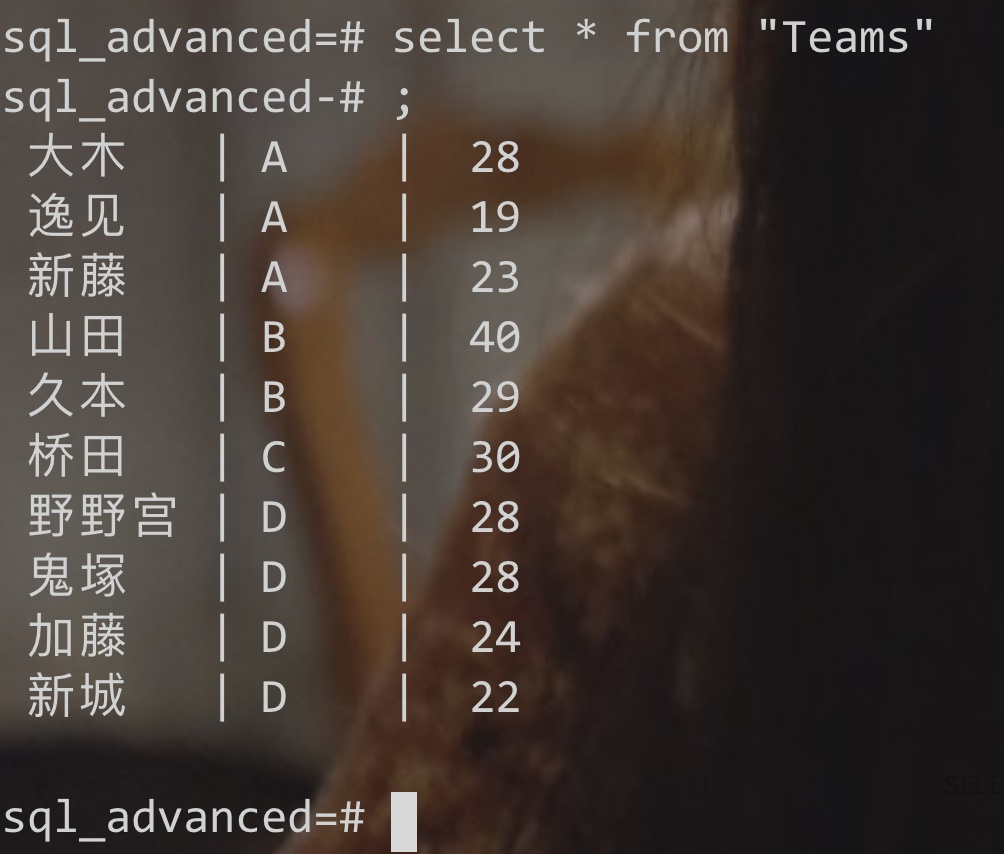 sql_advanced=# select * from "Teams"
sql_advanced-# ;
大木 | A | 28
逸见 | A | 19
新藤 | A | 23
山田 | B | 40
久本 | B | 29
桥田 | C | 30
野野宫 | D | 28
鬼塚 | D | 28
加藤 | D | 24
新城 | D | 22
sql_advanced=#